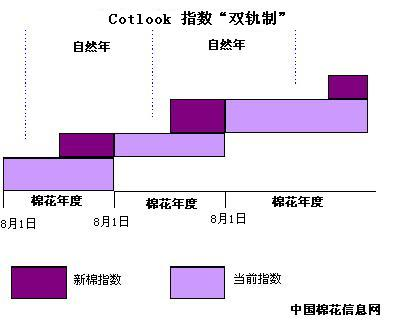 Cotlook 指数“双轨制”
自然年 自然年
棉花年度 棉花年度 棉花年度
8月1日 8月1日 8月1日
新棉指数 当前指数
中国棉花信息网